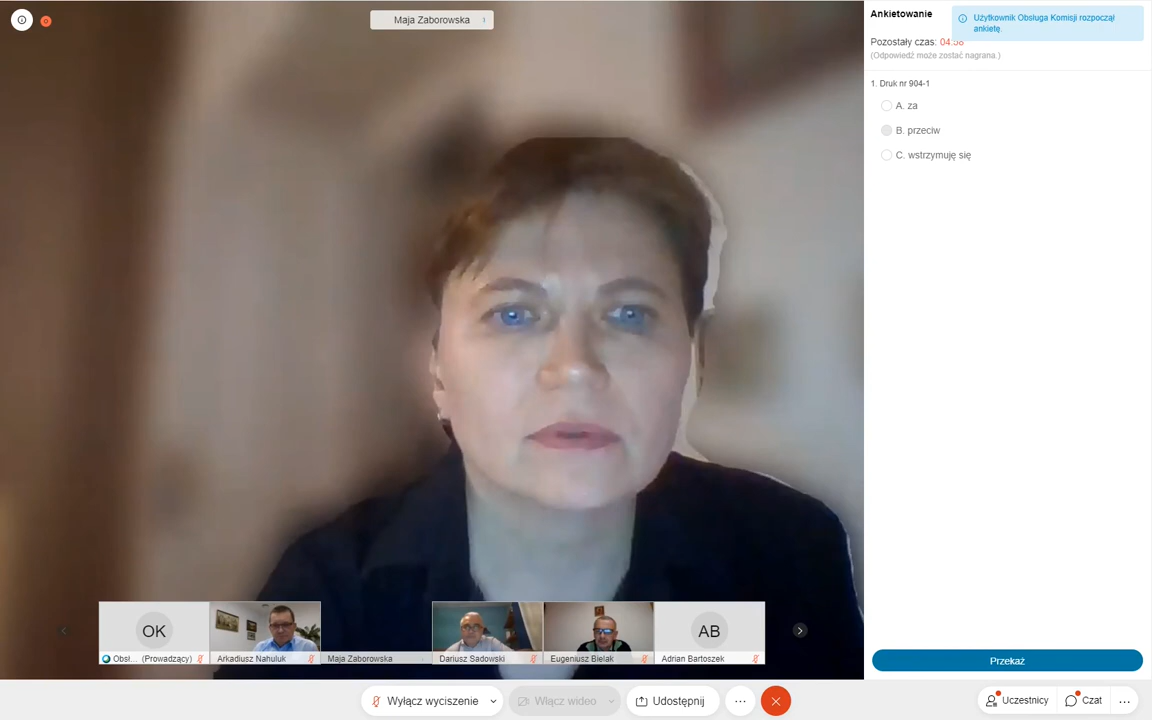 Maja Zaborowska
Ankietowanie
Użytkownik Obsługa Komisji rozpoczął
ankietę.
Pozostały czas: 04:58
(Odpowiedź może zostać nagrana.)
1. Druk nr 904-1
A. za
B. przeciw
C. wstrzymuję się
OK
AB
Obsł... (Prowadzący)
Arkadiusz Nahuluk
Maja Zaborowska
Dariusz Sadowski
Eugeniusz Bielak
Adrian Bartoszek
Przekaż
Wyłącz wyciszenie
Włącz wideo
Udostępnij
Uczestnicy
Czat